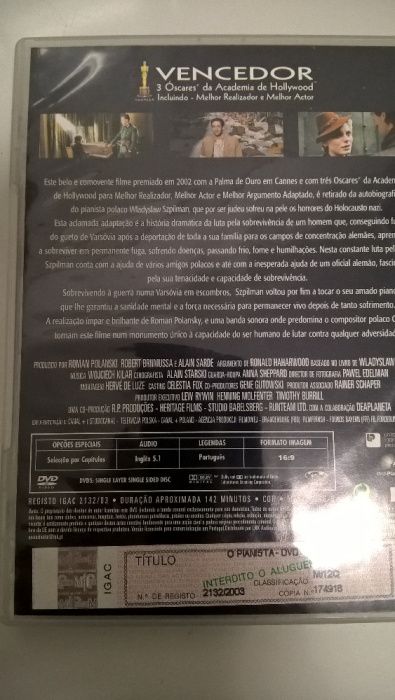 VENCEDOR
3 Óscares® da Academia de Hollywood
Incluindo - Melhor Realizador e Melhor Actor
Este belo e comovente filme premiado em 2002 com a Palma de Ouro em Cannes e com três Óscares® da Academ
de Hollywood para Melhor Realizador, Melhor Actor e Melhor Argumento Adaptado, é retirado da autobiografi
do pianista polaco Wladyslaw Szpilman, que por ser judeu sofreu na pele os horrores do Holocausto nazi.
Esta aclamada adaptação é a história dramática da luta pela sobrevivência de um homem que, conseguindo fu
do gueto de Varsóvia após a deportação de toda a sua família para os campos de concentração alemães, apren
a sobreviver em permanente fuga, sofrendo doenças, passando frio, fome e humilhações. Nesta constante luta pel
Szpilman conta com a ajuda de vários amigos polacos e até com a inesperada ajuda de um oficial alemão, fasci
pela sua tenacidade e capacidade de sobrevivência.
Sobrevivendo à guerra numa Varsóvia em escombros, Szpilman voltou por fim a tocar o seu amado piano
que lhe garantiu a sanidade mental e a força necessária para permanecer vivo depois de tanto sofrimento.
A realização ímpar e brilhante de Roman Polansky, e uma banda sonora onde predomina o compositor polaco C
tornam este filme num monumento único à capacidade do ser humano de lutar contra qualquer adversidad
PRODUZIDO POR ROMAN POLANSKI, ROBERT BENMUSSA E ALAIN SARDE ARGUMENTO DE RONALD HARWOOD BASEADO NO LIVRO DE WLADYSLAW
MÚSICA WOJCIECH KILAR CENOGRAFIA ALLAN STARSKI GUARDA-ROUPA ANNA SHEPPARD DIRECTOR DE FOTOGRAFIA PAWEL EDELMAN
MONTAGEM HERVÉ DE LUZE CASTING CELESTIA FOX CO-PRODUTORES GENE GUTOWSKI PRODUTOR ASSOCIADO RAINER SCHAPER
PRODUTORES EXECUTIVO LEW RYWIN HENNING MOLFENTER TIMOTHY BURRILL
UMA CO-PRODUÇÃO R.P. PRODUÇÕES - HERITAGE FILMS - STUDIO BABELSBERG - RUNTEAM LTD. COM A COLABORAÇÃO DEAPLANETA
OPÇÕES ESPECIAIS ÁUDIO LEGENDAS FORMATO IMAGEM
Selecção por Capítulos Inglês 5.1 Português 16:9
DVD VIDEO DVD5: SINGLE LAYER SINGLE SIDED DISC DOLBY DIGITAL
REGISTO IGAC 2132/03 • DURAÇÃO APROXIMADA 142 MINUTOS • COR •
IGAC
TÍTULO O PIANISTA - DVD
INTERDITO O ALUGUER
CLASSIFICAÇÃO M/12Q
N.º DE REGISTO 2132/2003 CÓPIA N.º 174918